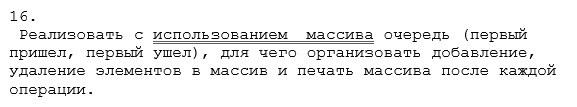 16.
Реализовать с использованием массива очередь (первый
пришел, первый ушел), для чего организовать добавление,
удаление элементов в массив и печать массива после каждой
операции.